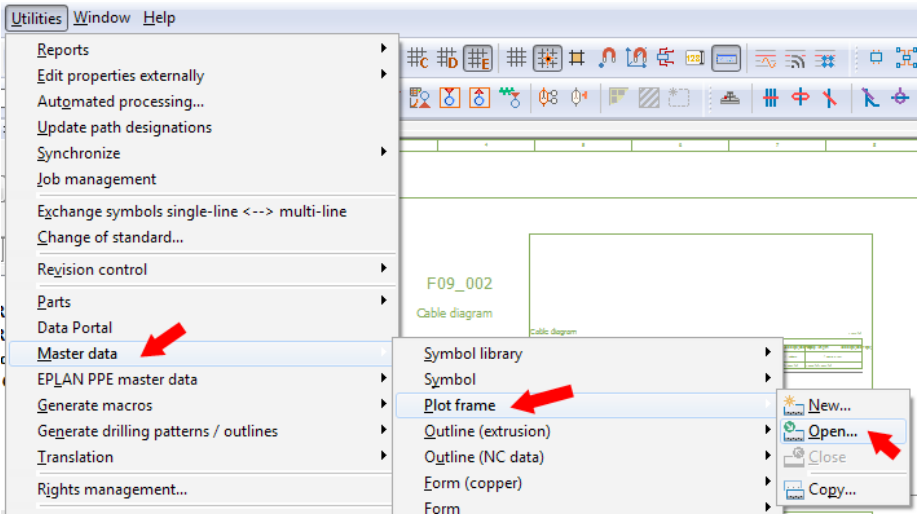 Utilities Window Help
Reports
Edit properties externally
Automated processing...
Update path designations
Synchronize
Job management
Exchange symbols single-line <--> multi-line
Change of standard...
Revision control
Parts
Data Portal
Master data
EPLAN PPE master data
Generate macros
Generate drilling patterns / outlines
Translation
Rights management...
F09_002
Cable diagram
Cable diagram
Symbol library
Symbol
Plot frame
Outline (extrusion)
Outline (NC data)
Form (copper)
Form
New...
Open...
Close
Copy...